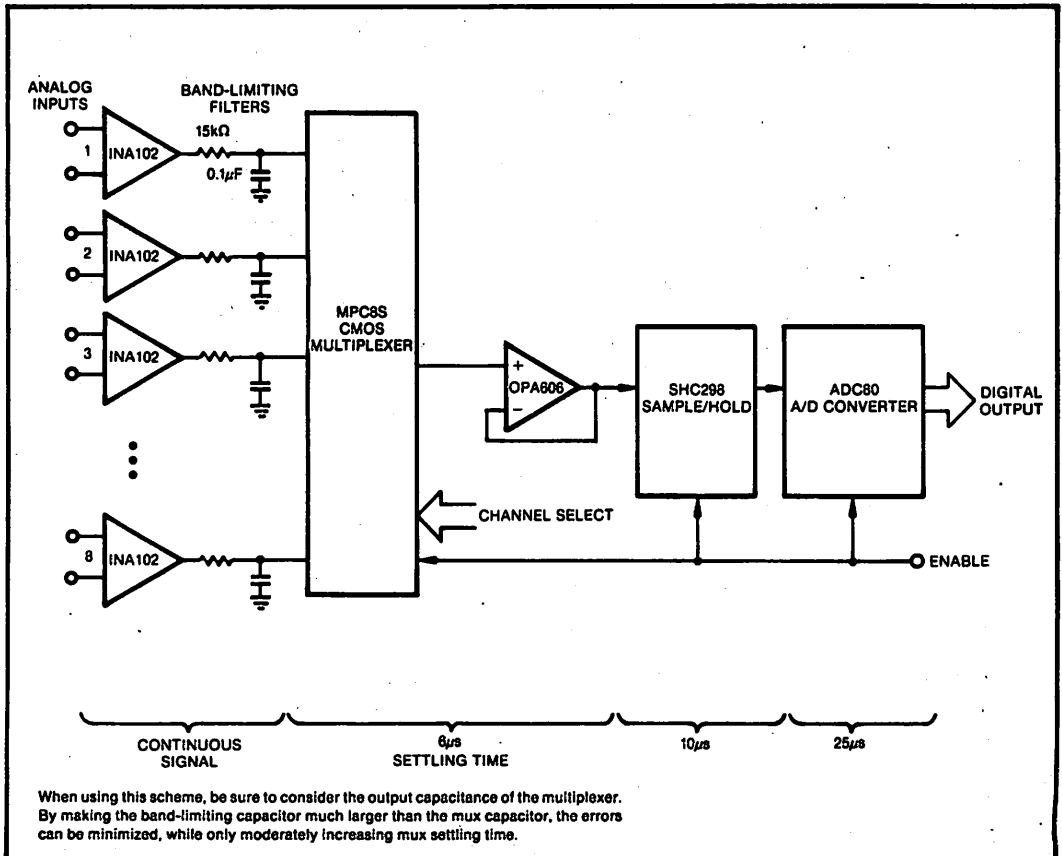 ANALOG
INPUTS
BAND-LIMITING
FILTERS
15kΩ
0.1µF
1
INA102
2
INA102
3
INA102
8
INA102
MPC8S
CMOS
MULTIPLEXER
+
OPA606
−
SHC298
SAMPLE/HOLD
ADC80
A/D CONVERTER
DIGITAL
OUTPUT
CHANNEL SELECT
ENABLE
CONTINUOUS
SIGNAL
6µs
SETTLING TIME
10µs
25µs
When using this scheme, be sure to consider the output capacitance of the multiplexer.
By making the band-limiting capacitor much larger than the mux capacitor, the errors
can be minimized, while only moderately increasing mux settling time.